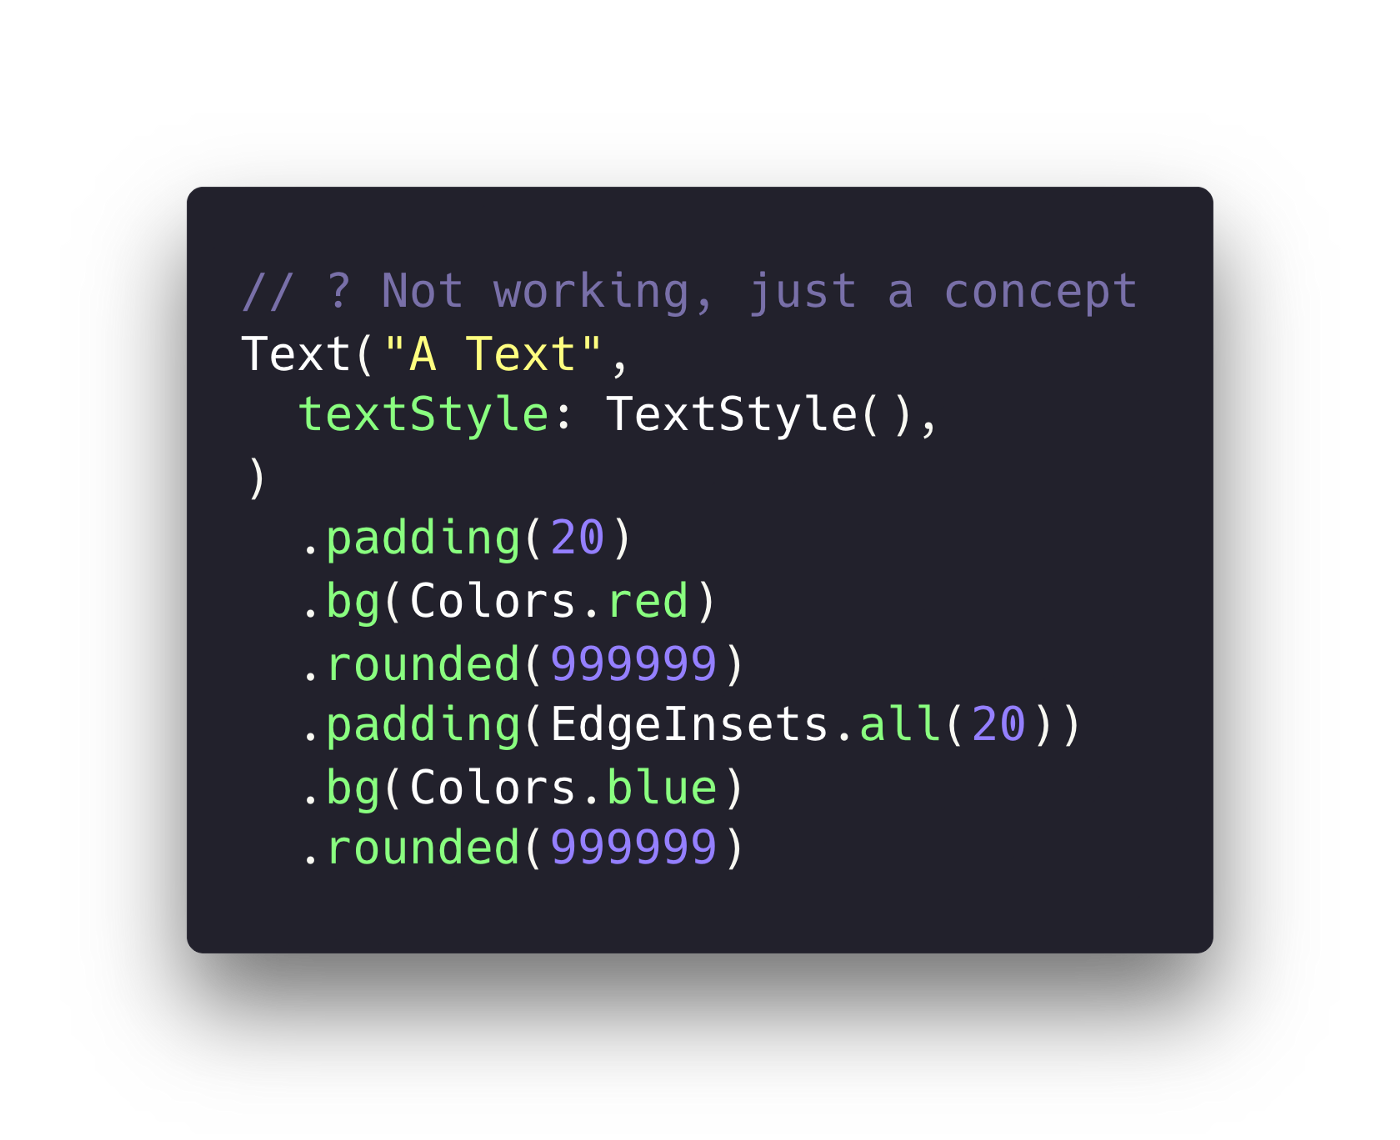 // ? Not working, just a concept
Text("A Text",
  textStyle: TextStyle(),
)
  .padding(20)
  .bg(Colors.red)
  .rounded(999999)
  .padding(EdgeInsets.all(20))
  .bg(Colors.blue)
  .rounded(999999)